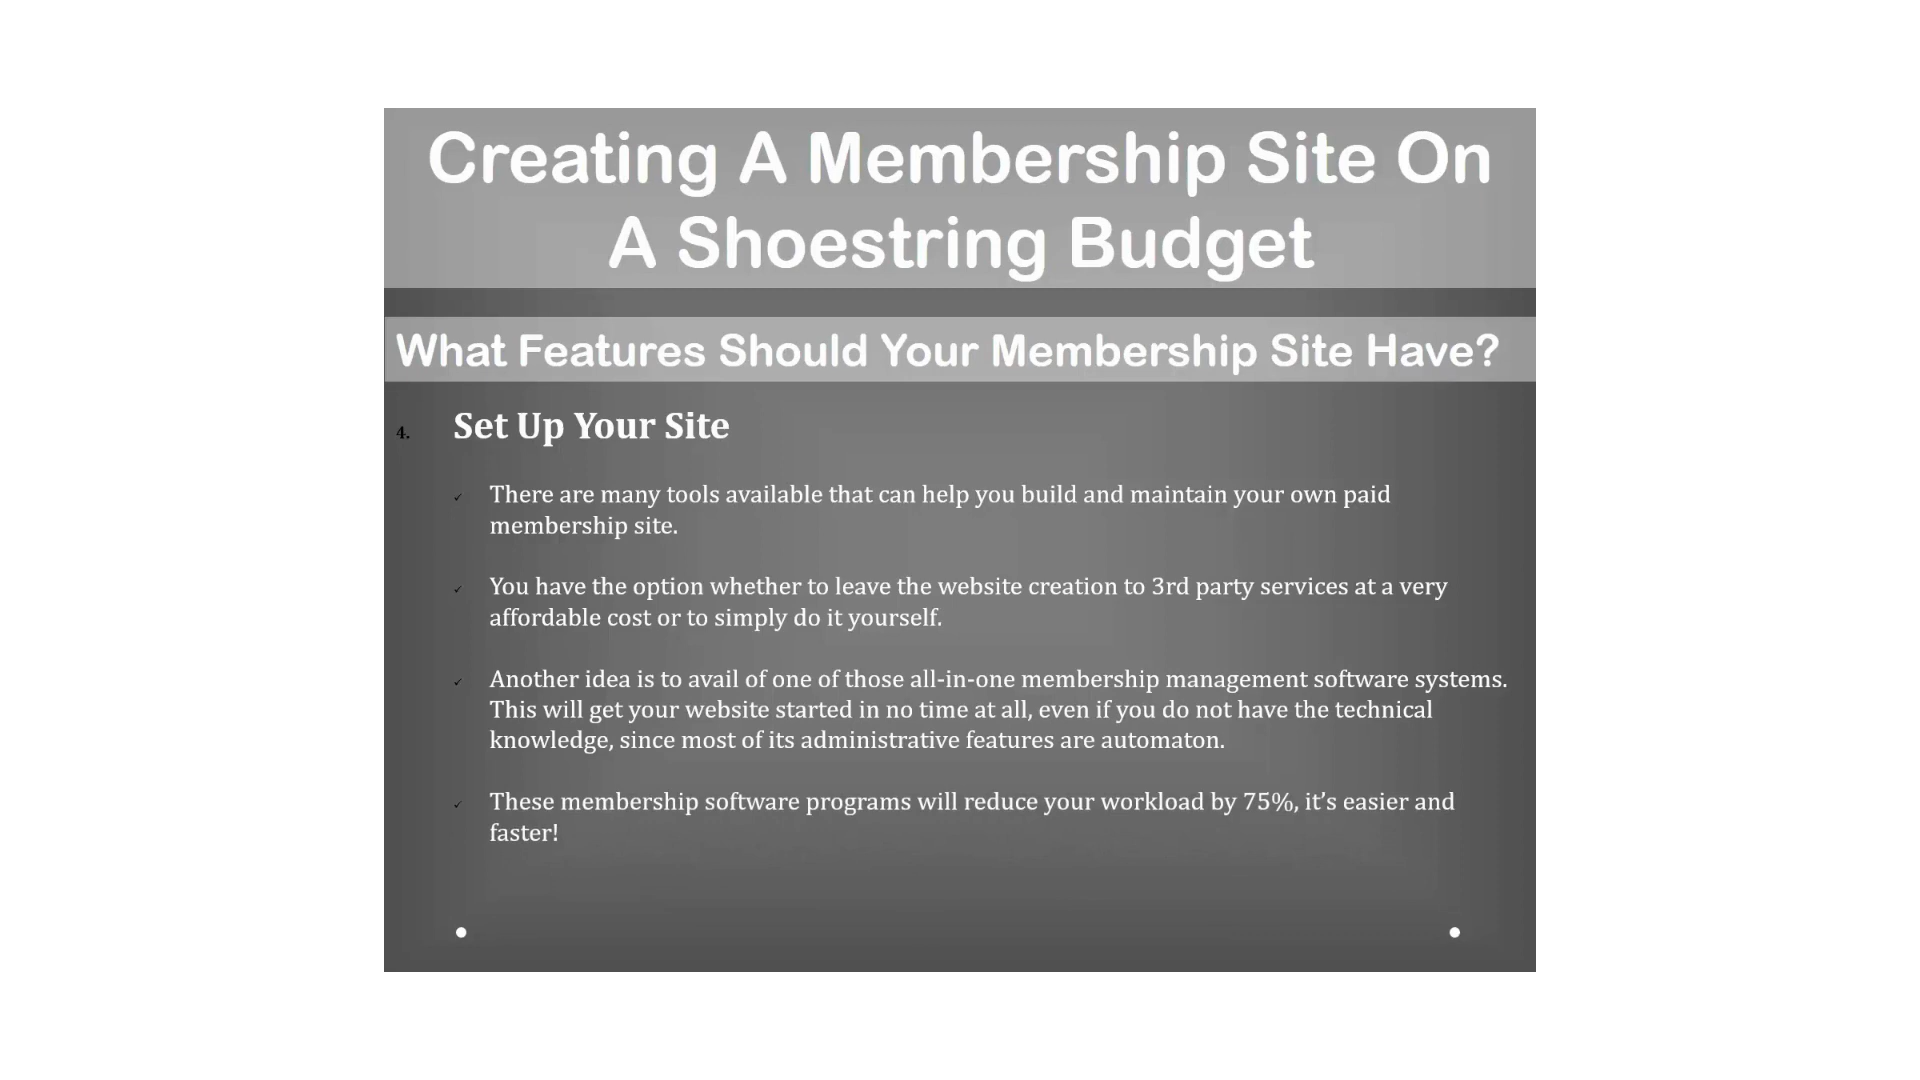 Creating A Membership Site On
A Shoestring Budget
What Features Should Your Membership Site Have?
4. Set Up Your Site
✓ There are many tools available that can help you build and maintain your own paid
membership site.
✓ You have the option whether to leave the website creation to 3rd party services at a very
affordable cost or to simply do it yourself.
✓ Another idea is to avail of one of those all-in-one membership management software systems.
This will get your website started in no time at all, even if you do not have the technical
knowledge, since most of its administrative features are automaton.
✓ These membership software programs will reduce your workload by 75%, it’s easier and
faster!